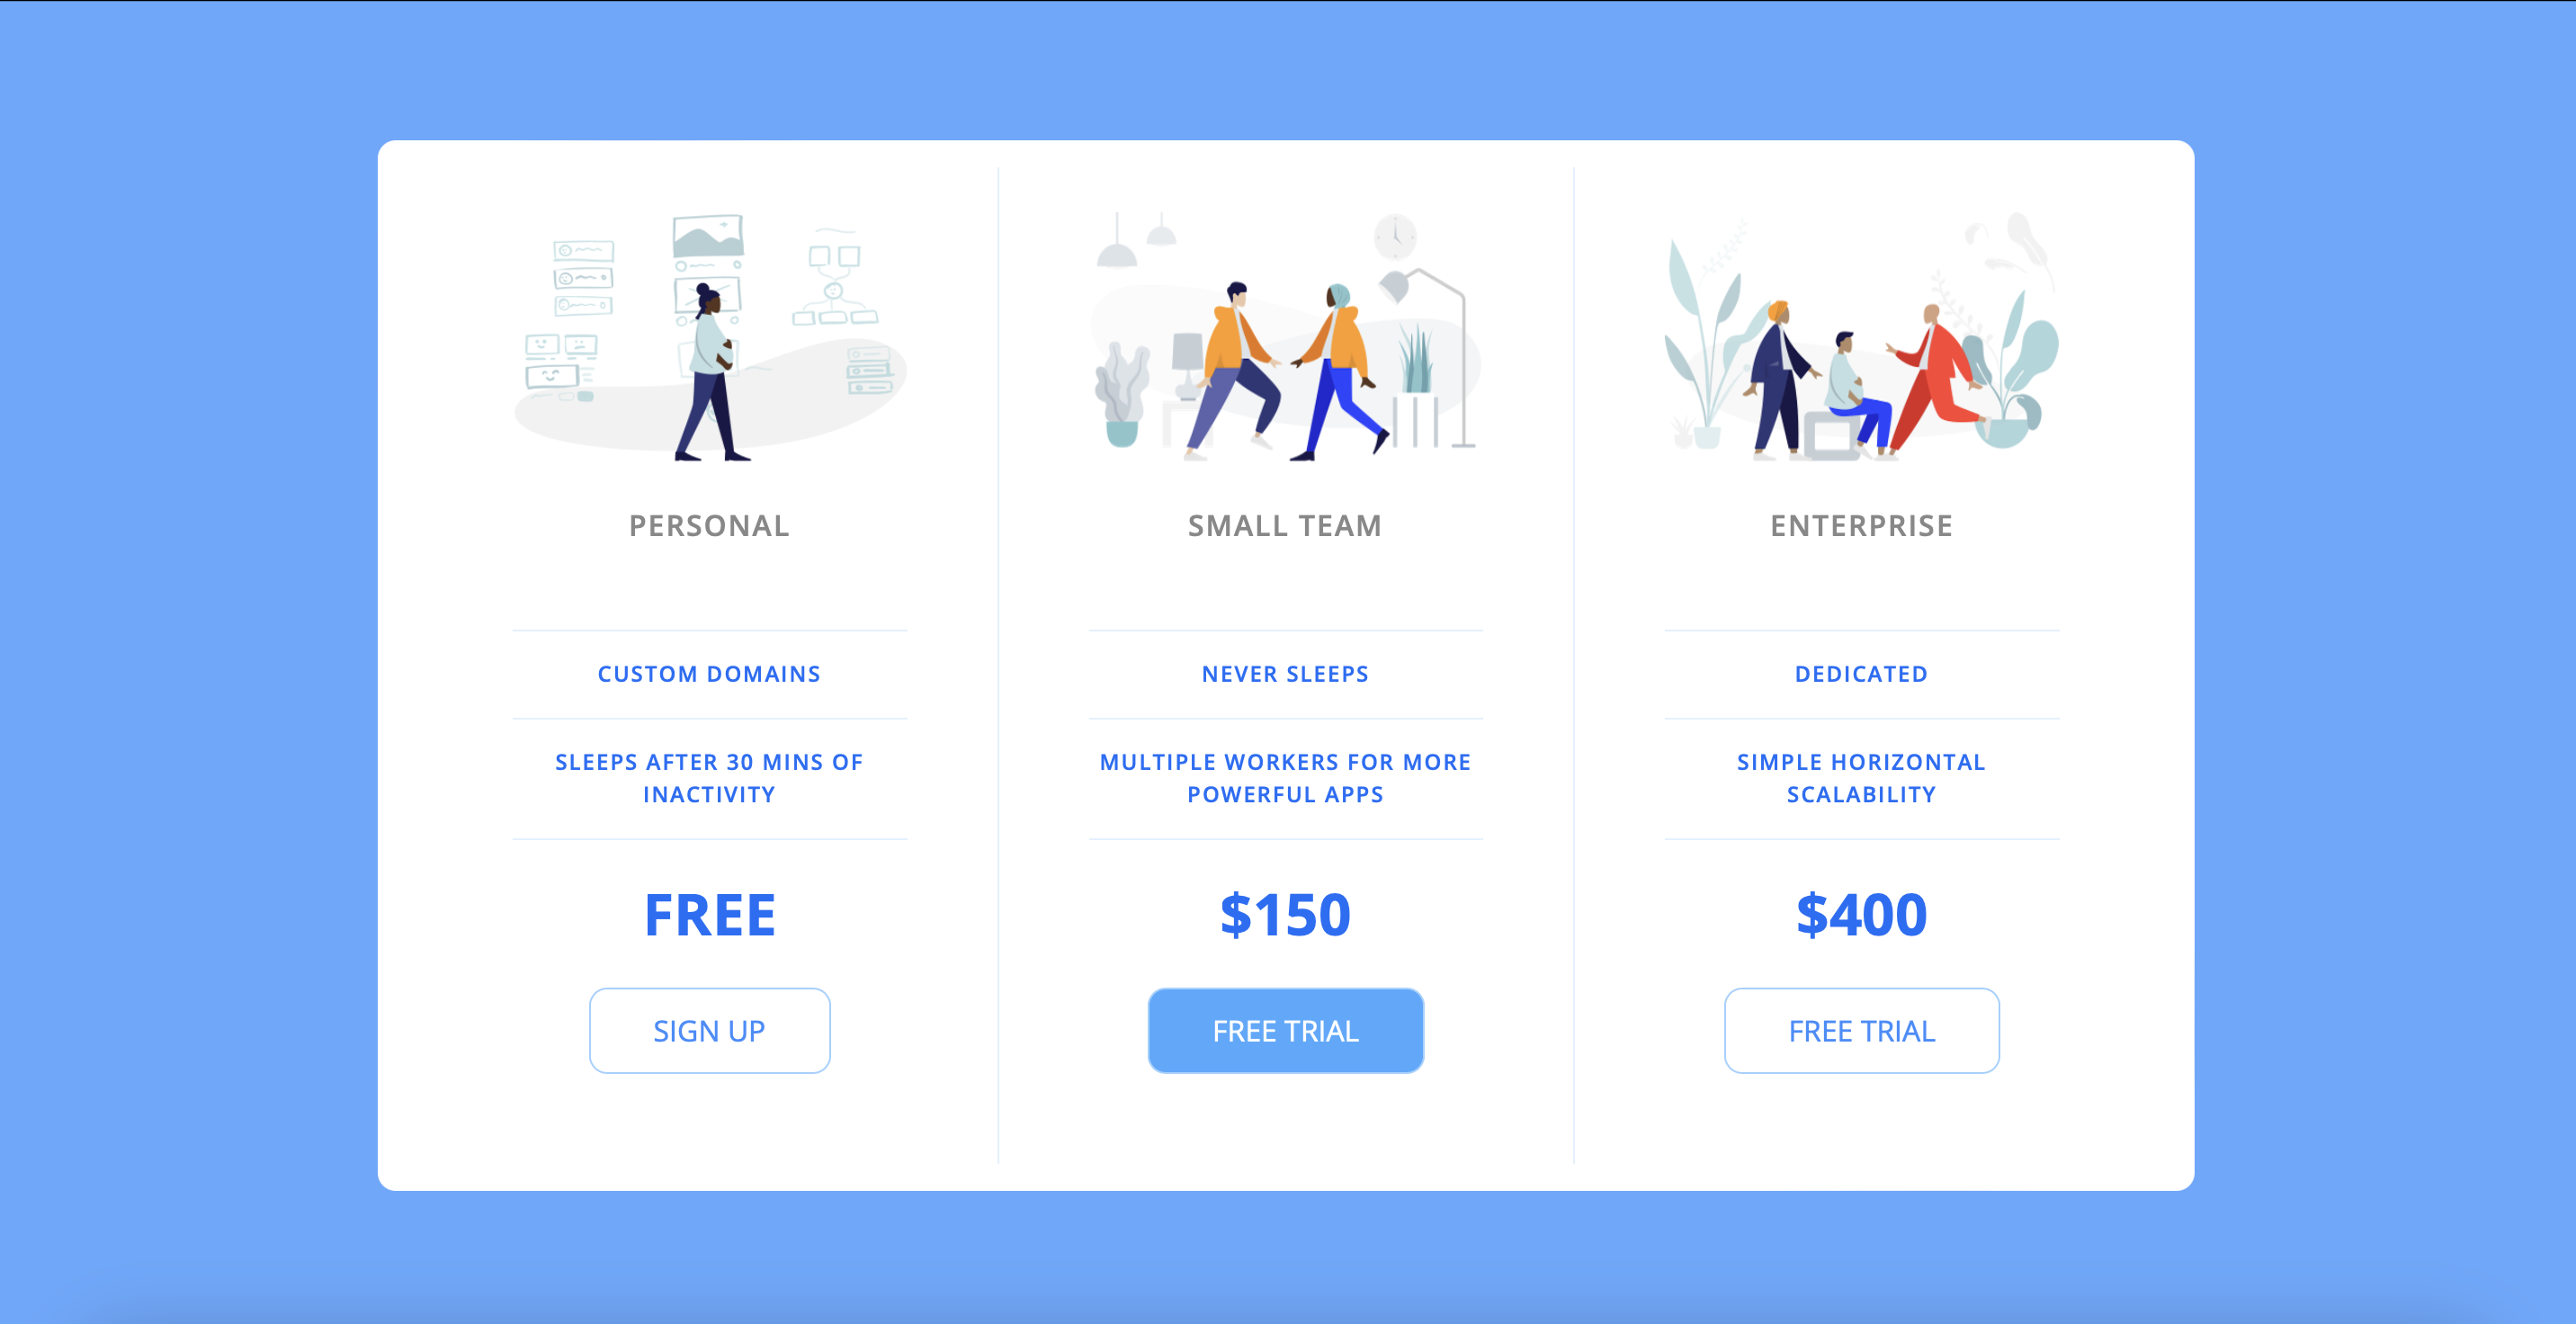 PERSONAL
CUSTOM DOMAINS
SLEEPS AFTER 30 MINS OF
INACTIVITY
FREE
SIGN UP
SMALL TEAM
NEVER SLEEPS
MULTIPLE WORKERS FOR MORE
POWERFUL APPS
$150
FREE TRIAL
ENTERPRISE
DEDICATED
SIMPLE HORIZONTAL
SCALABILITY
$400
FREE TRIAL